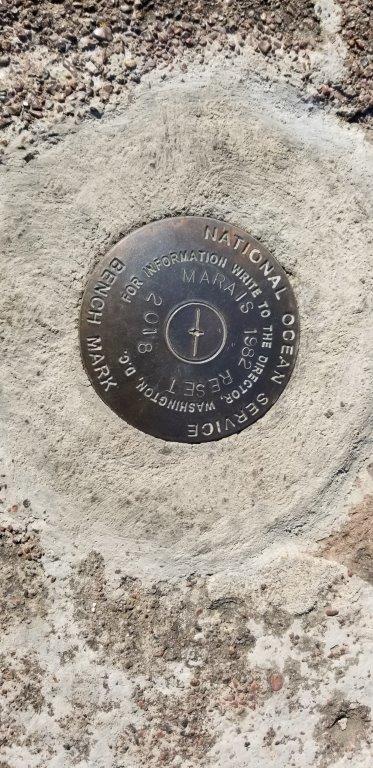 NATIONAL OCEAN SERVICE
BENCH MARK
FOR INFORMATION WRITE TO THE DIRECTOR, WASHINGTON, D.C.
MARAIS 1982 RESET
2018